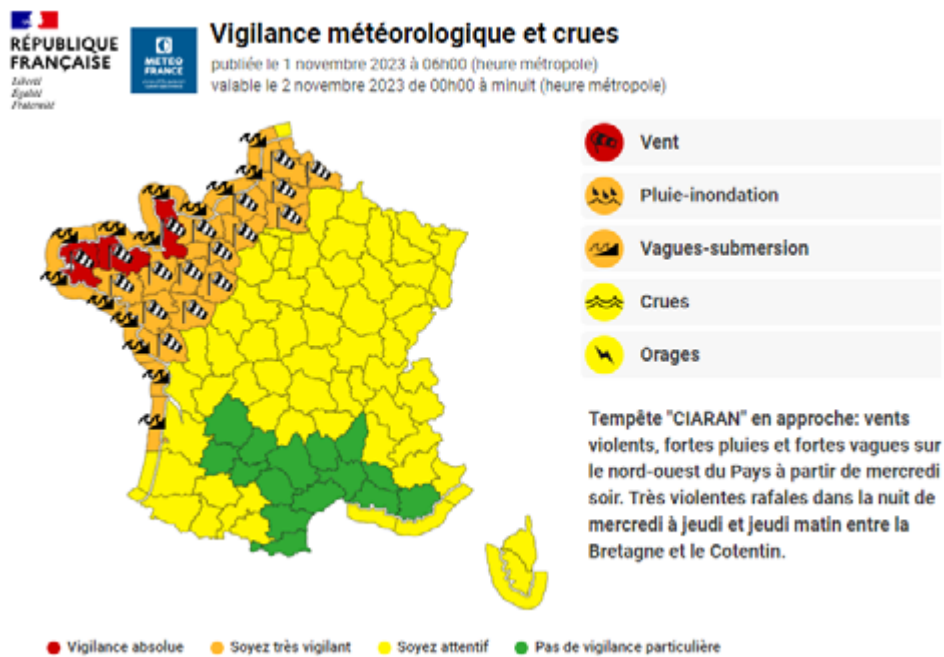 RÉPUBLIQUE
FRANÇAISE
Liberté
Égalité
Fraternité
METEO
FRANCE
Vigilance météorologique et crues
publiée le 1 novembre 2023 à 06h00 (heure métropole)
valable le 2 novembre 2023 de 00h00 à minuit (heure métropole)
Vent
Pluie-inondation
Vagues-submersion
Crues
Orages
Tempête "CIARAN" en approche: vents
violents, fortes pluies et fortes vagues sur
le nord-ouest du Pays à partir de mercredi
soir. Très violentes rafales dans la nuit de
mercredi à jeudi et jeudi matin entre la
Bretagne et le Cotentin.
Vigilance absolue
Soyez très vigilant
Soyez attentif
Pas de vigilance particulière